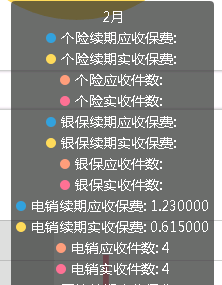 2月
个险续期应收保费:
个险续期实收保费:
个险应收件数:
个险实收件数:
银保续期应收保费:
银保续期实收保费:
银保应收件数:
银保实收件数:
电销续期应收保费: 1.230000
电销续期实收保费: 0.615000
电销应收件数: 4
电销实收件数: 4